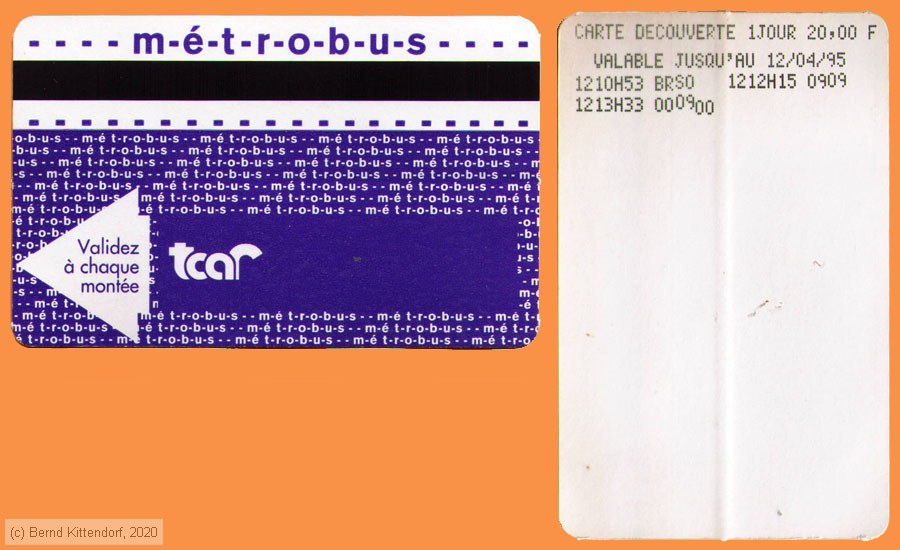 - - - - m-é-t-r-o-b-u-s - - - -
o-b-u-s - - m-é t-r-o-b-u-s - - m-é t-r-o-b-u-s - - m-é t-r-o-b-u-s - - m-é t-r-o-b-u-s
Validez
à chaque
montée
tcar
CARTE DECOUVERTE 1JOUR 20,00 F
VALABLE JUSQU'AU 12/04/95
1210H53 BRSO 1212H15 0909
1213H33 000900
(c) Bernd Kittendorf, 2020